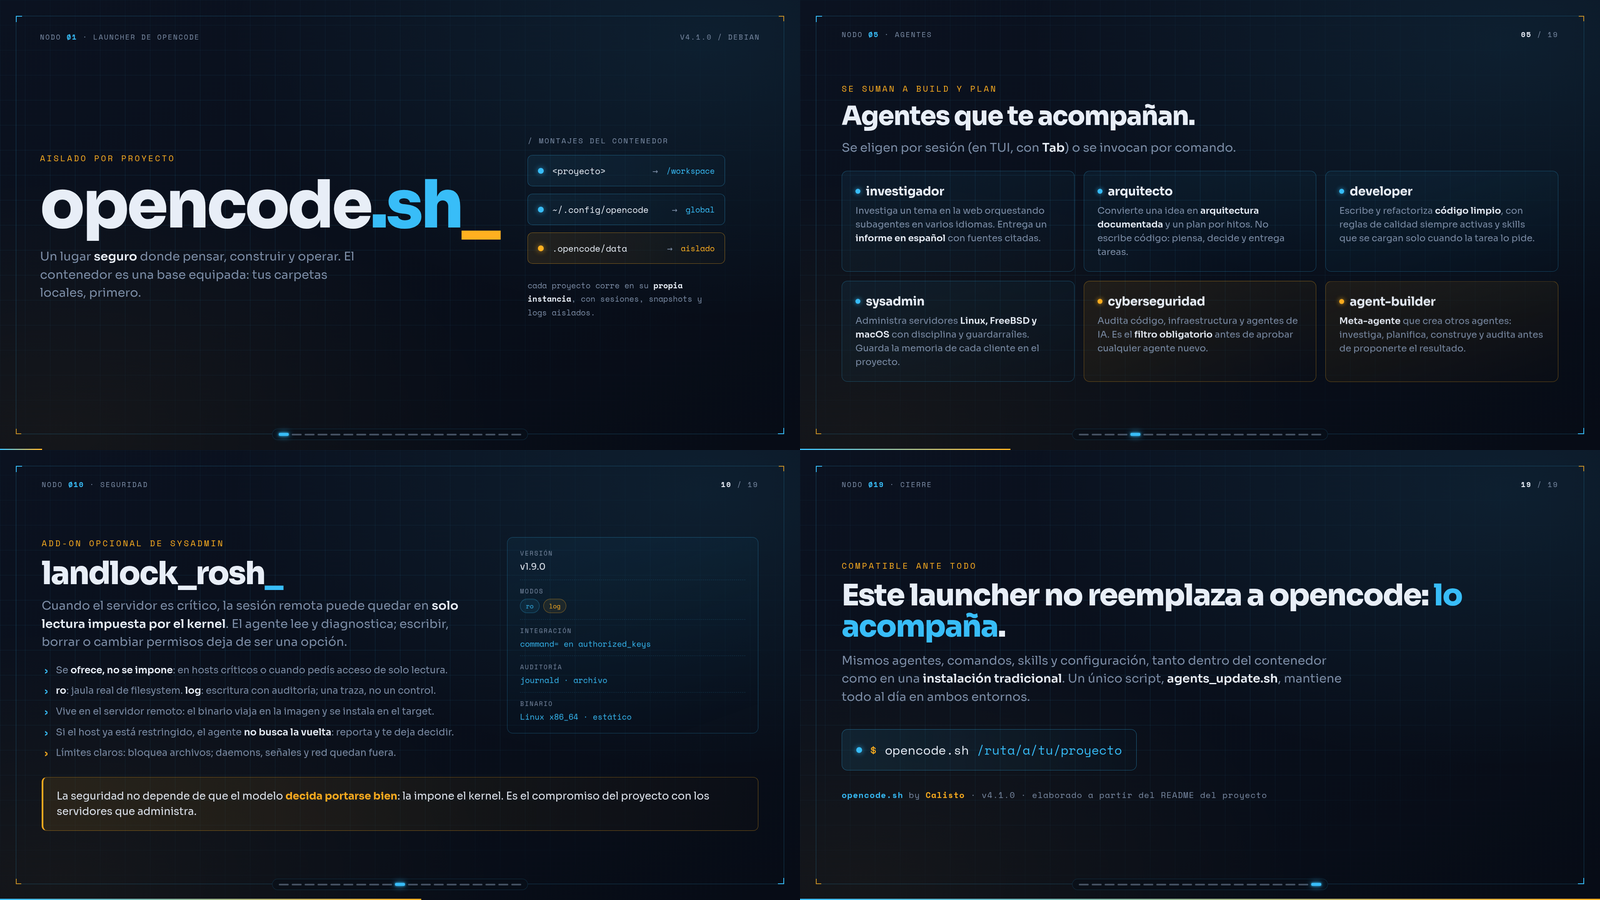 NODO 01 · LAUNCHER DE OPENCODE
V4.1.0 / DEBIAN
AISLADO POR PROYECTO
opencode.sh_
Un lugar seguro donde pensar, construir y operar. El
contenedor es una base equipada: tus carpetas
locales, primero.
/ MONTAJES DEL CONTENEDOR
<proyecto> → /workspace
~/.config/opencode → global
.opencode/data → aislado
cada proyecto corre en su propia
instancia, con sesiones, snapshots y
logs aislados.
NODO 05 · AGENTES
05 / 19
SE SUMAN A BUILD Y PLAN
Agentes que te acompañan.
Se eligen por sesión (en TUI, con Tab) o se invocan por comando.
investigador
Investiga un tema en la web orquestando
subagentes en varios idiomas. Entrega un
informe en español con fuentes citadas.
arquitecto
Convierte una idea en arquitectura
documentada y un plan por hitos. No
escribe código: piensa, decide y entrega
tareas.
developer
Escribe y refactoriza código limpio, con
reglas de calidad siempre activas y skills
que se cargan solo cuando la tarea lo pide.
sysadmin
Administra servidores Linux, FreeBSD y
macOS con disciplina y guardarraíles.
Guarda la memoria de cada cliente en el
proyecto.
cyberseguridad
Audita código, infraestructura y agentes de
IA. Es el filtro obligatorio antes de aprobar
cualquier agente nuevo.
agent-builder
Meta-agente que crea otros agentes:
investiga, planifica, construye y audita antes
de proponerte el resultado.
NODO 010 · SEGURIDAD
10 / 19
ADD-ON OPCIONAL DE SYSADMIN
landlock_rosh_
Cuando el servidor es crítico, la sesión remota puede quedar en solo
lectura impuesta por el kernel. El agente lee y diagnostica; escribir,
borrar o cambiar permisos deja de ser una opción.
› Se ofrece, no se impone: en hosts críticos o cuando pedís acceso de solo lectura.
› ro: jaula real de filesystem. log: escritura con auditoría; una traza, no un control.
› Vive en el servidor remoto: el binario viaja en la imagen y se instala en el target.
› Si el host ya está restringido, el agente no busca la vuelta: reporta y te deja decidir.
› Límites claros: bloquea archivos; daemons, señales y red quedan fuera.
VERSIÓN
v1.9.0
MODOS
ro log
INTEGRACIÓN
command= en authorized_keys
AUDITORÍA
journald · archivo
BINARIO
Linux x86_64 · estático
La seguridad no depende de que el modelo decida portarse bien: la impone el kernel. Es el compromiso del proyecto con los
servidores que administra.
NODO 019 · CIERRE
19 / 19
COMPATIBLE ANTE TODO
Este launcher no reemplaza a opencode: lo
acompaña.
Mismos agentes, comandos, skills y configuración, tanto dentro del contenedor
como en una instalación tradicional. Un único script, agents_update.sh, mantiene
todo al día en ambos entornos.
$ opencode.sh /ruta/a/tu/proyecto
opencode.sh by Calisto · v4.1.0 · elaborado a partir del README del proyecto